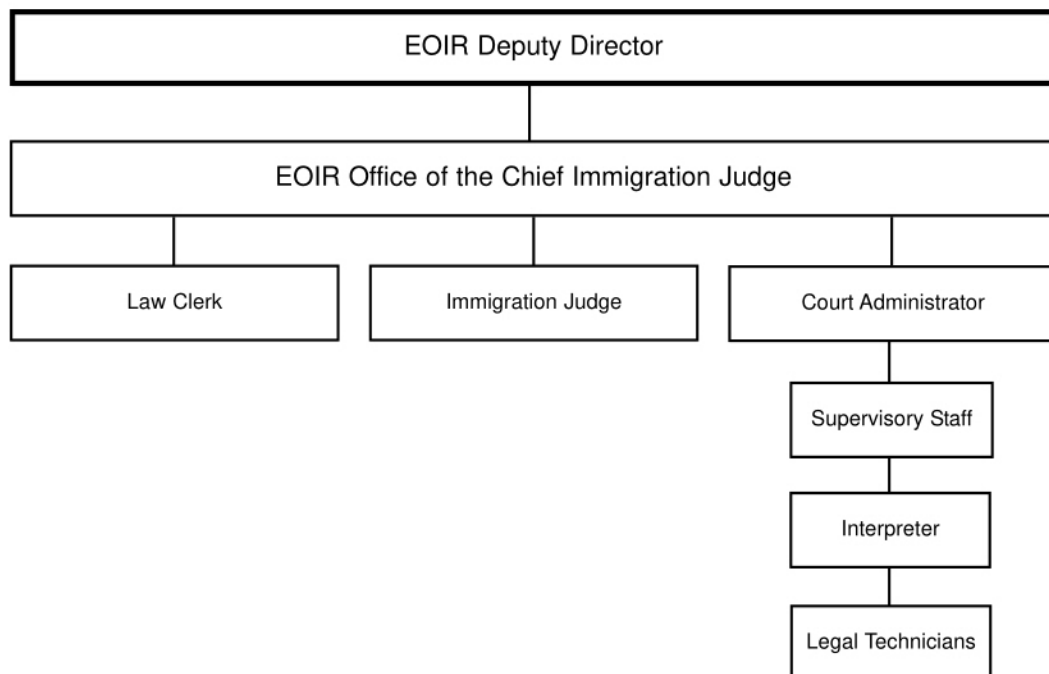 EOIR Deputy Director
EOIR Office of the Chief Immigration Judge
Law Clerk
Immigration Judge
Court Administrator
Supervisory Staff
Interpreter
Legal Technicians